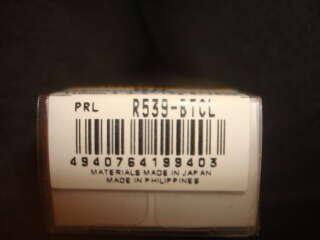 PRL R539-BTCL
4940764199403
MATERIALS MADE IN JAPAN
MADE IN PHILIPPINES